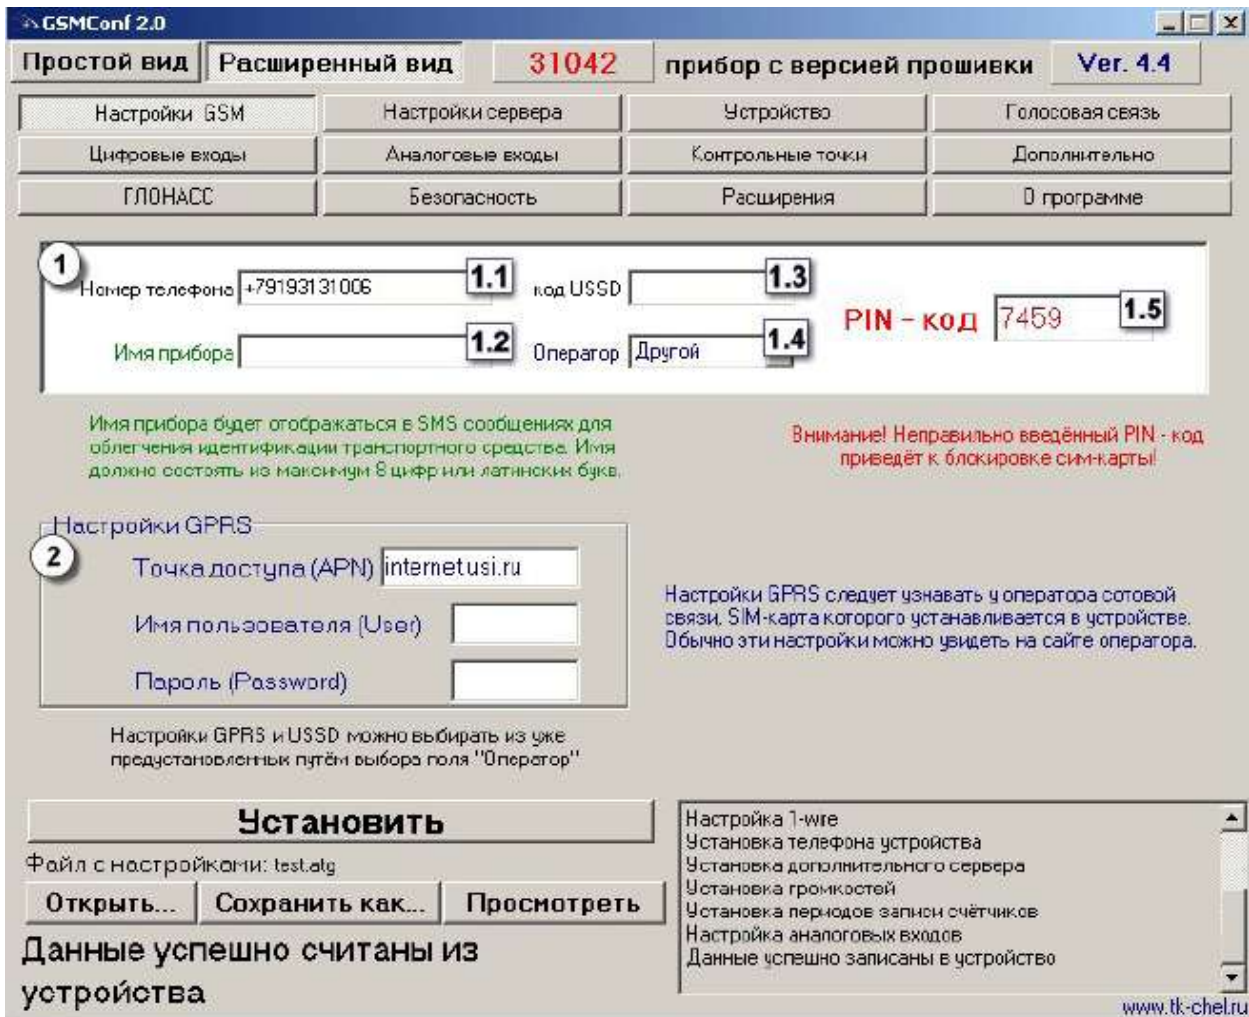 GSMConf 2.0
Простой вид Расширенный вид 31042 прибор с версией прошивки Ver. 4.4
Настройки GSM Настройки сервера Устройство Голосовая связь
Цифровые входы Аналоговые входы Контрольные точки Дополнительно
ГЛОНАСС Безопасность Расширения О программе
1
Номер телефона +79193131006 1.1 код USSD 1.3
PIN - код 7459 1.5
Имя прибора 1.2 Оператор Другой 1.4
Имя прибора будет отображаться в SMS сообщениях для
облегчения идентификации транспортного средства. Имя
должно состоять из максимум 8 цифр или латинских букв.
Внимание! Неправильно введённый PIN - код
приведёт к блокировке сим-карты!
Настройки GPRS
2
Точка доступа (APN) internet.usi.ru
Имя пользователя (User)
Пароль (Password)
Настройки GPRS следует узнавать у оператора сотовой
связи, SIM-карта которого устанавливается в устройстве.
Обычно эти настройки можно увидеть на сайте оператора.
Настройки GPRS и USSD можно выбирать из уже
предустановленных путём выбора поля "Оператор"
Установить
Файл с настройками: test.atg
Открыть... Сохранить как... Просмотреть
Данные успешно считаны из
устройства
Настройка 1-wire
Установка телефона устройства
Установка дополнительного сервера
Установка громкостей
Установка периодов записи счётчиков
Настройка аналоговых входов
Данные успешно записаны в устройство
www.tk-chel.ru